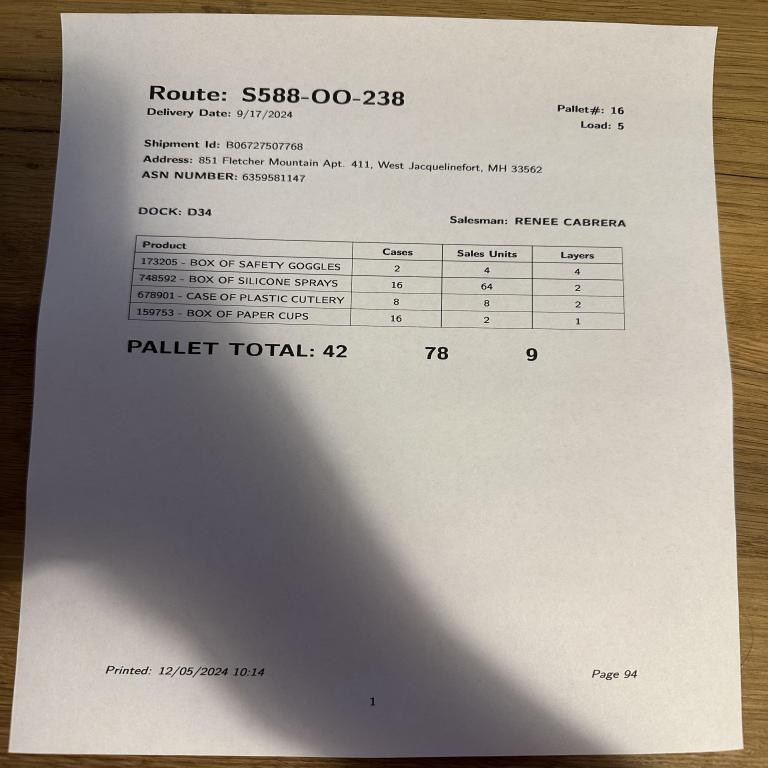 Route: S588-OO-238
Delivery Date: 9/17/2024
Pallet#: 16
Load: 5
Shipment Id: B06727507768
Address: 851 Fletcher Mountain Apt. 411, West Jacquelinefort, MH 33562
ASN NUMBER: 6359581147
DOCK: D34
Salesman: RENEE CABRERA
Product Cases Sales Units Layers
173205 - BOX OF SAFETY GOGGLES 2 4 4
748592 - BOX OF SILICONE SPRAYS 16 64 2
678901 - CASE OF PLASTIC CUTLERY 8 8 2
159753 - BOX OF PAPER CUPS 16 2 1
PALLET TOTAL: 42 78 9
Printed: 12/05/2024 10:14
Page 94
1